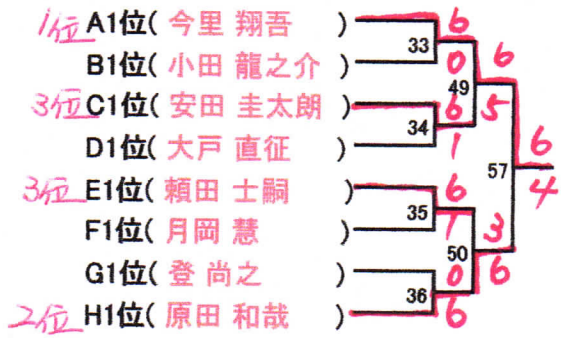 1位 A1位( 今里 翔吾 ) 6
33 6
B1位( 小田 龍之介 ) 0
49
3位 C1位( 安田 圭太朗 ) 6 5
34
D1位( 大戸 直征 ) 1 6
57 4
3位 E1位( 頼田 士嗣 ) 6
35
F1位( 月岡 慧 ) 1 3
50
G1位( 登 尚之 ) 0 6
36
2位 H1位( 原田 和哉 ) 6